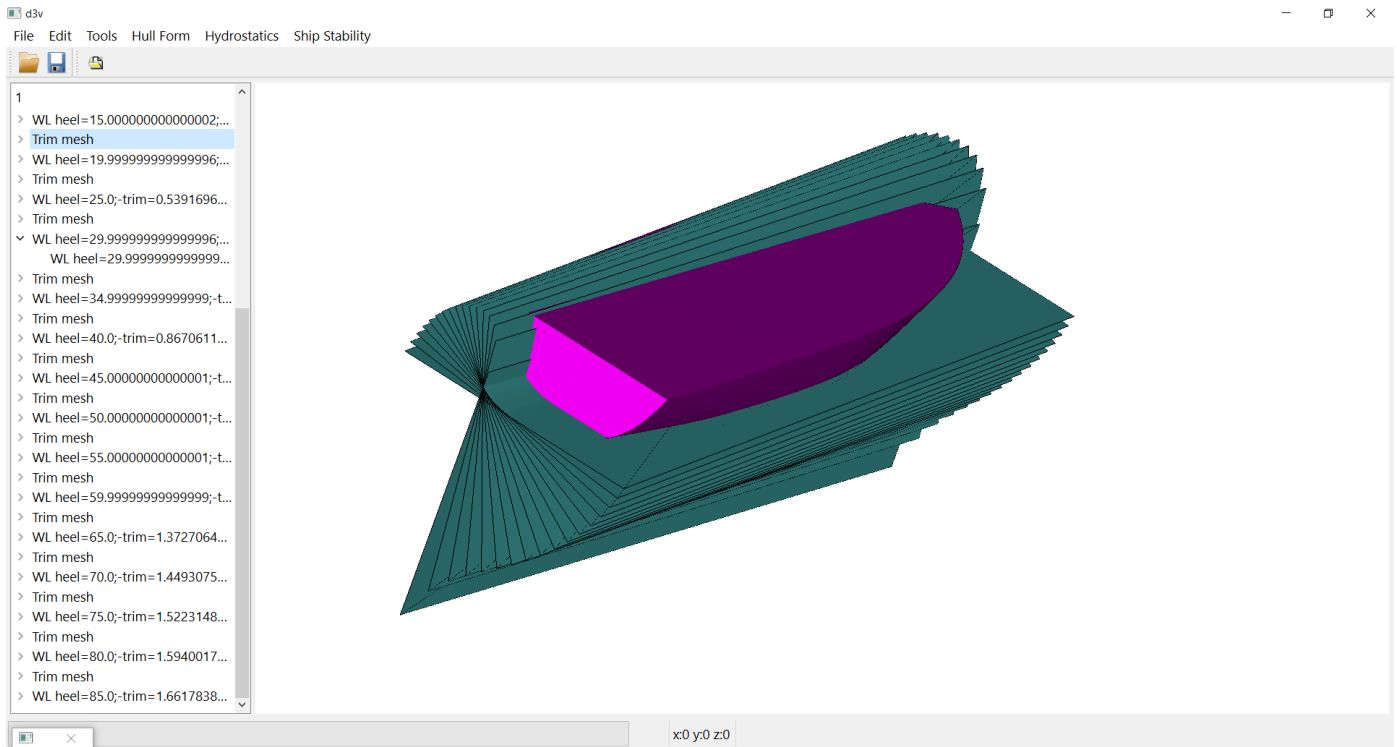 d3v
File Edit Tools Hull Form Hydrostatics Ship Stability
1
WL heel=15.000000000000002;...
Trim mesh
WL heel=19.999999999999996;...
Trim mesh
WL heel=25.0;-trim=0.5391696...
Trim mesh
WL heel=29.999999999999996;...
WL heel=29.9999999999999...
Trim mesh
WL heel=34.99999999999999;-t...
Trim mesh
WL heel=40.0;-trim=0.8670611...
Trim mesh
WL heel=45.00000000000001;-t...
Trim mesh
WL heel=50.00000000000001;-t...
Trim mesh
WL heel=55.00000000000001;-t...
Trim mesh
WL heel=59.99999999999999;-t...
Trim mesh
WL heel=65.0;-trim=1.3727064...
Trim mesh
WL heel=70.0;-trim=1.4493075...
Trim mesh
WL heel=75.0;-trim=1.5223148...
Trim mesh
WL heel=80.0;-trim=1.5940017...
Trim mesh
WL heel=85.0;-trim=1.6617838...
x:0 y:0 z:0